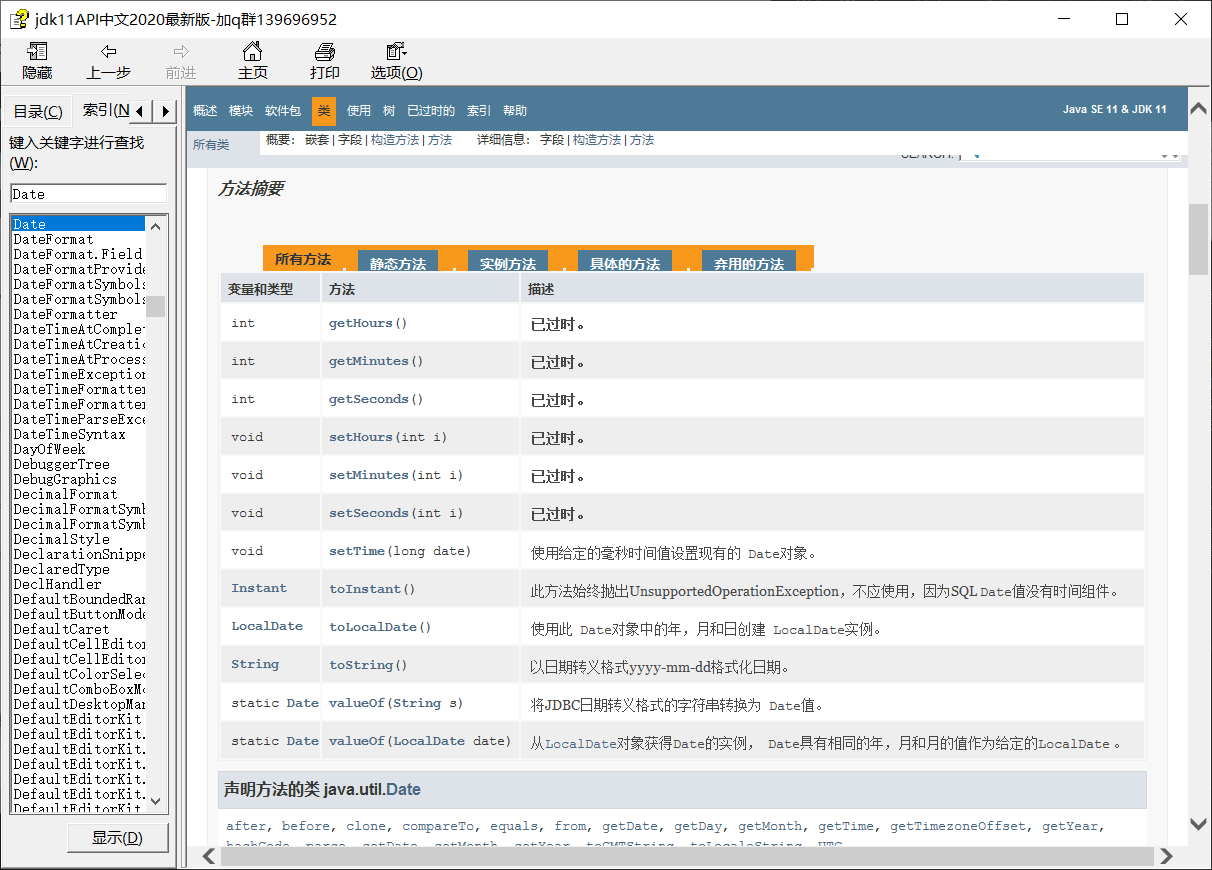 jdk11API中文2020最新版-加q群139696952
隐藏 上一步 前进 主页 打印 选项(O)
目录(C) 索引(N
键入关键字进行查找
(W):
Date
Date
DateFormat
DateFormat.Field
DateFormatProvide
DateFormatSymbols
DateFormatSymbols
DateFormatter
DateTimeAtComplet
DateTimeAtCreatio
DateTimeAtProcess
DateTimeException
DateTimeFormatter
DateTimeFormatter
DateTimeParseExce
DateTimeSyntax
DayOfWeek
DebuggerTree
DebugGraphics
DecimalFormat
DecimalFormatSymb
DecimalFormatSymb
DecimalStyle
DeclarationSnippe
DeclaredType
DeclHandler
DefaultBoundedRan
DefaultButtonMode
DefaultCaret
DefaultCellEditor
DefaultCellEditor
DefaultColorSelec
DefaultComboBoxMo
DefaultDesktopMan
DefaultEditorKit
DefaultEditorKit.
DefaultEditorKit.
DefaultEditorKit.
DefaultEditorKit.
DefaultEditorKit.
DefaultEditorKit.
显示(D)
概述 模块 软件包 类 使用 树 已过时的 索引 帮助 Java SE 11 & JDK 11
所有类 概要: 嵌套 | 字段 | 构造方法 | 方法 详细信息: 字段 | 构造方法 | 方法
SEARCH:
方法摘要
所有方法 静态方法 实例方法 具体的方法 弃用的方法
变量和类型 方法 描述
int getHours() 已过时。
int getMinutes() 已过时。
int getSeconds() 已过时。
void setHours(int i) 已过时。
void setMinutes(int i) 已过时。
void setSeconds(int i) 已过时。
void setTime(long date) 使用给定的毫秒时间值设置现有的 Date对象。
Instant toInstant() 此方法始终抛出UnsupportedOperationException，不应使用，因为SQL Date值没有时间组件。
LocalDate toLocalDate() 使用此 Date对象中的年，月和日创建 LocalDate实例。
String toString() 以日期转义格式yyyy-mm-dd格式化日期。
static Date valueOf(String s) 将JDBC日期转义格式的字符串转换为 Date值。
static Date valueOf(LocalDate date) 从LocalDate对象获得Date的实例， Date具有相同的年，月和月的值作为给定的LocalDate 。
声明方法的类 java.util.Date
after, before, clone, compareTo, equals, from, getDate, getDay, getMonth, getTime, getTimezoneOffset, getYear,
hashCode, parse, setDate, setMonth, setYear, toGMTString, toLocaleString, UTC